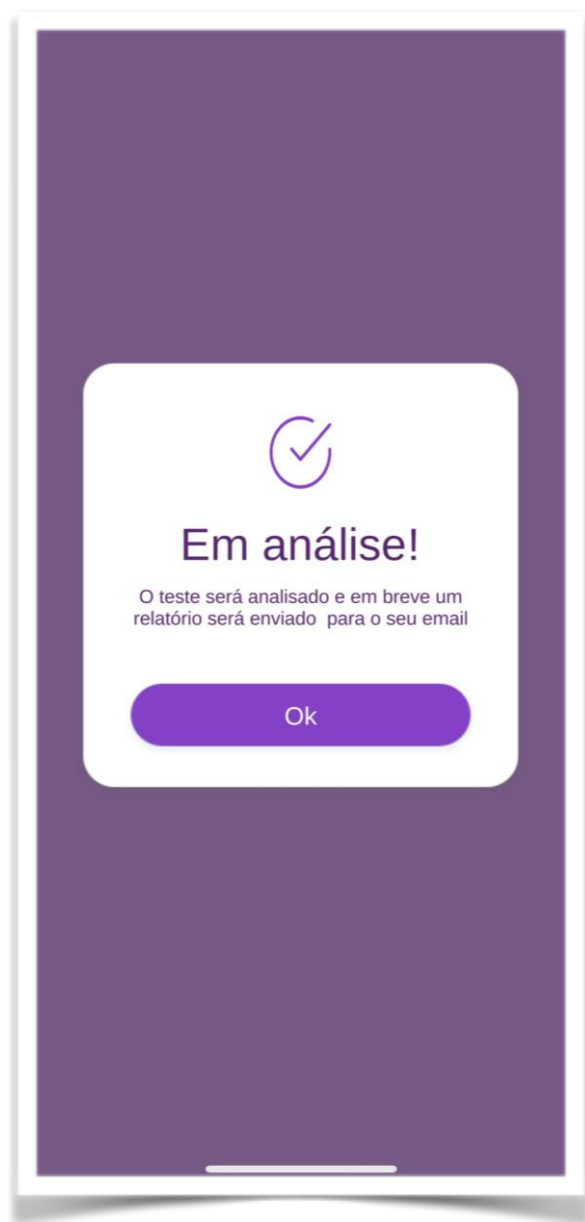 Em análise!
O teste será analisado e em breve um
relatório será enviado  para o seu email
Ok